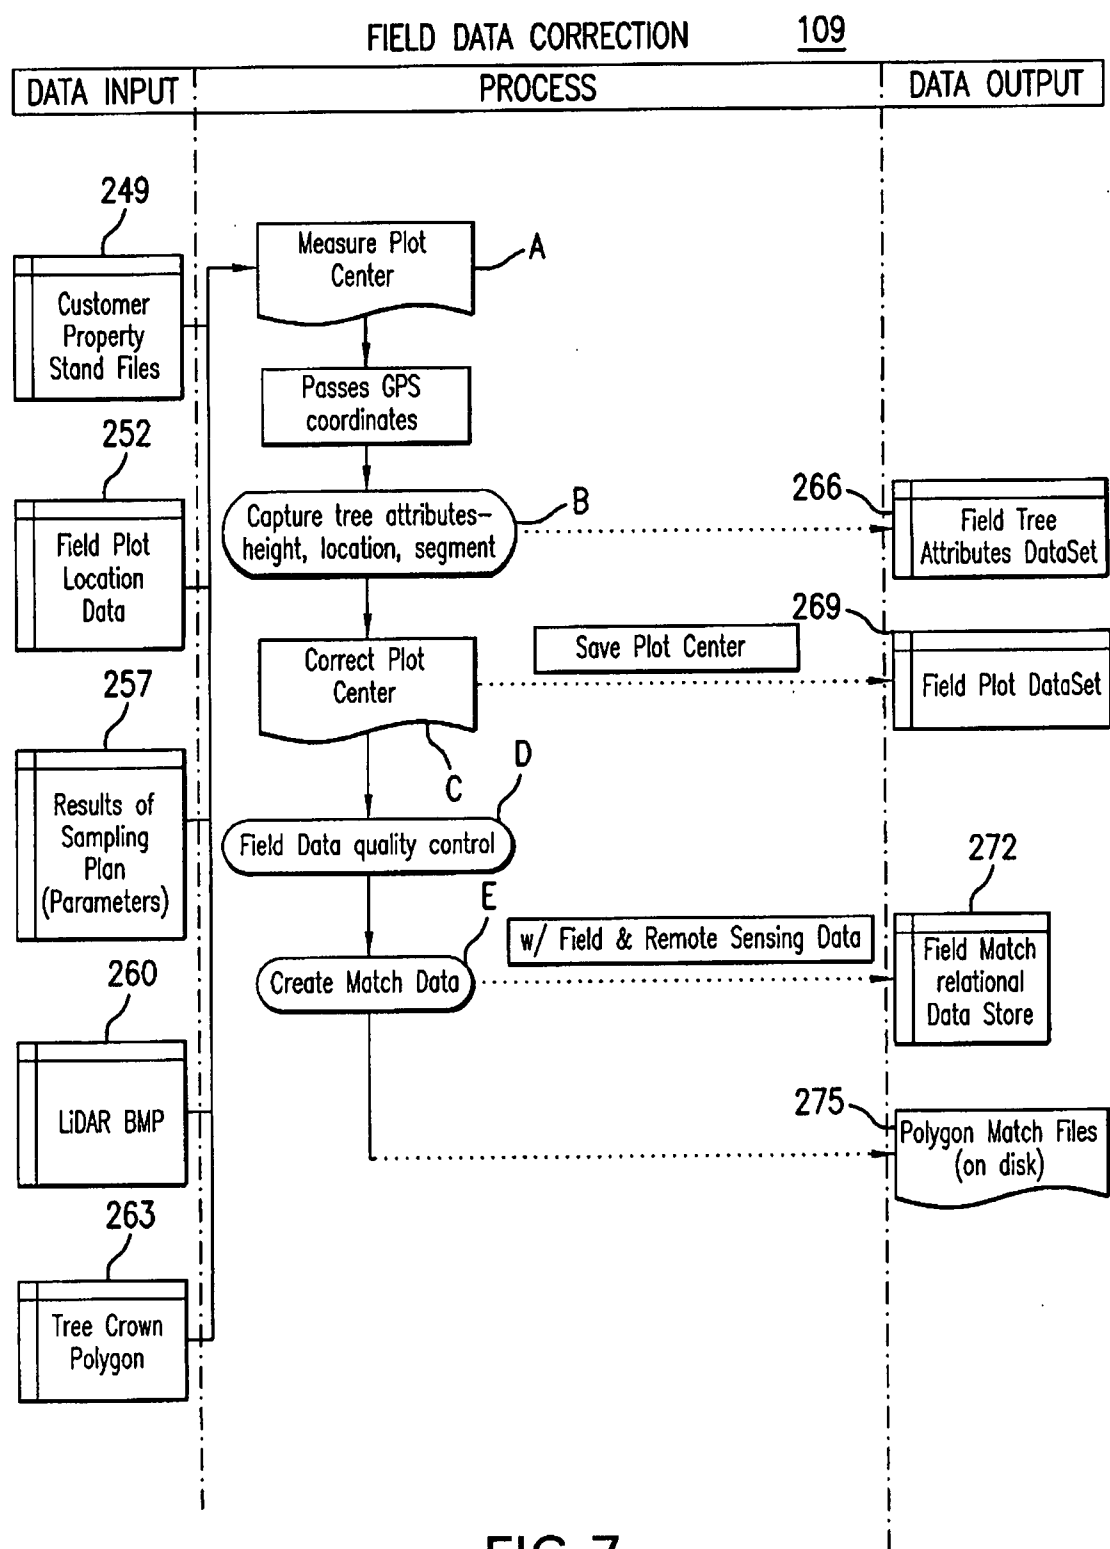 FIELD DATA CORRECTION 109
DATA INPUT
PROCESS
DATA OUTPUT
249
Customer
Property
Stand Files
252
Field Plot
Location
Data
257
Results of
Sampling
Plan
(Parameters)
260
LiDAR BMP
263
Tree Crown
Polygon
Measure Plot
Center
A
Passes GPS
coordinates
Capture tree attributes–
height, location, segment
B
Correct Plot
Center
C
Save Plot Center
Field Data quality control
D
Create Match Data
E
w/ Field & Remote Sensing Data
266
Field Tree
Attributes DataSet
269
Field Plot DataSet
272
Field Match
relational
Data Store
275
Polygon Match Files
(on disk)
FIG. 7